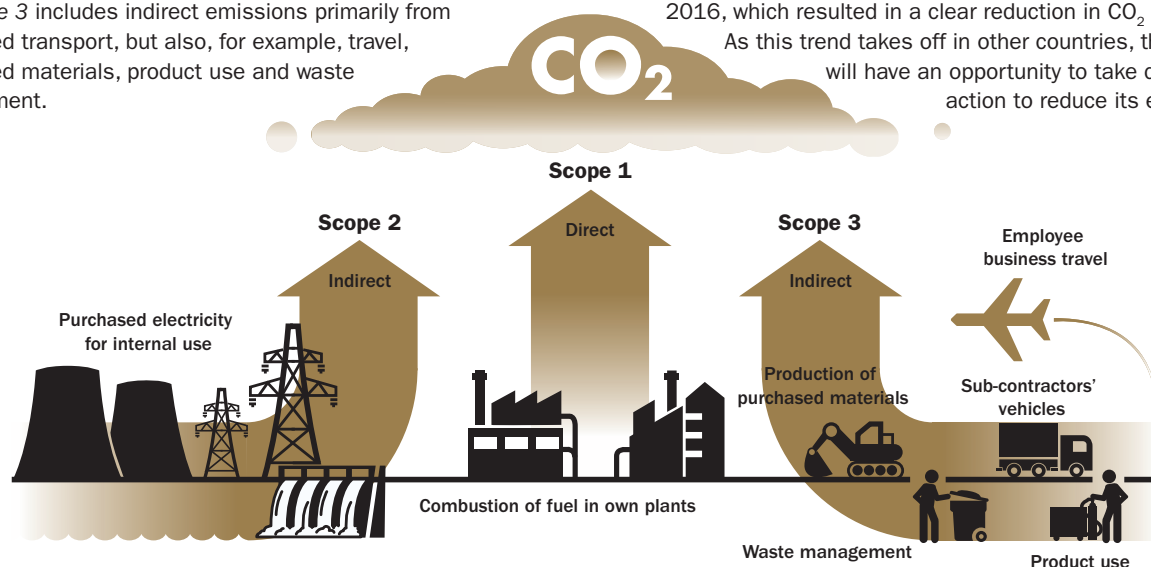 e 3 includes indirect emissions primarily from
ed transport, but also, for example, travel,
ed materials, product use and waste
ment.
2016, which resulted in a clear reduction in CO₂
As this trend takes off in other countries, th
will have an opportunity to take d
action to reduce its e
CO₂
Scope 1
Direct
Scope 2
Indirect
Scope 3
Indirect
Employee
business travel
Purchased electricity
for internal use
Production of
purchased materials
Sub-contractors’
vehicles
Combustion of fuel in own plants
Waste management
Product use